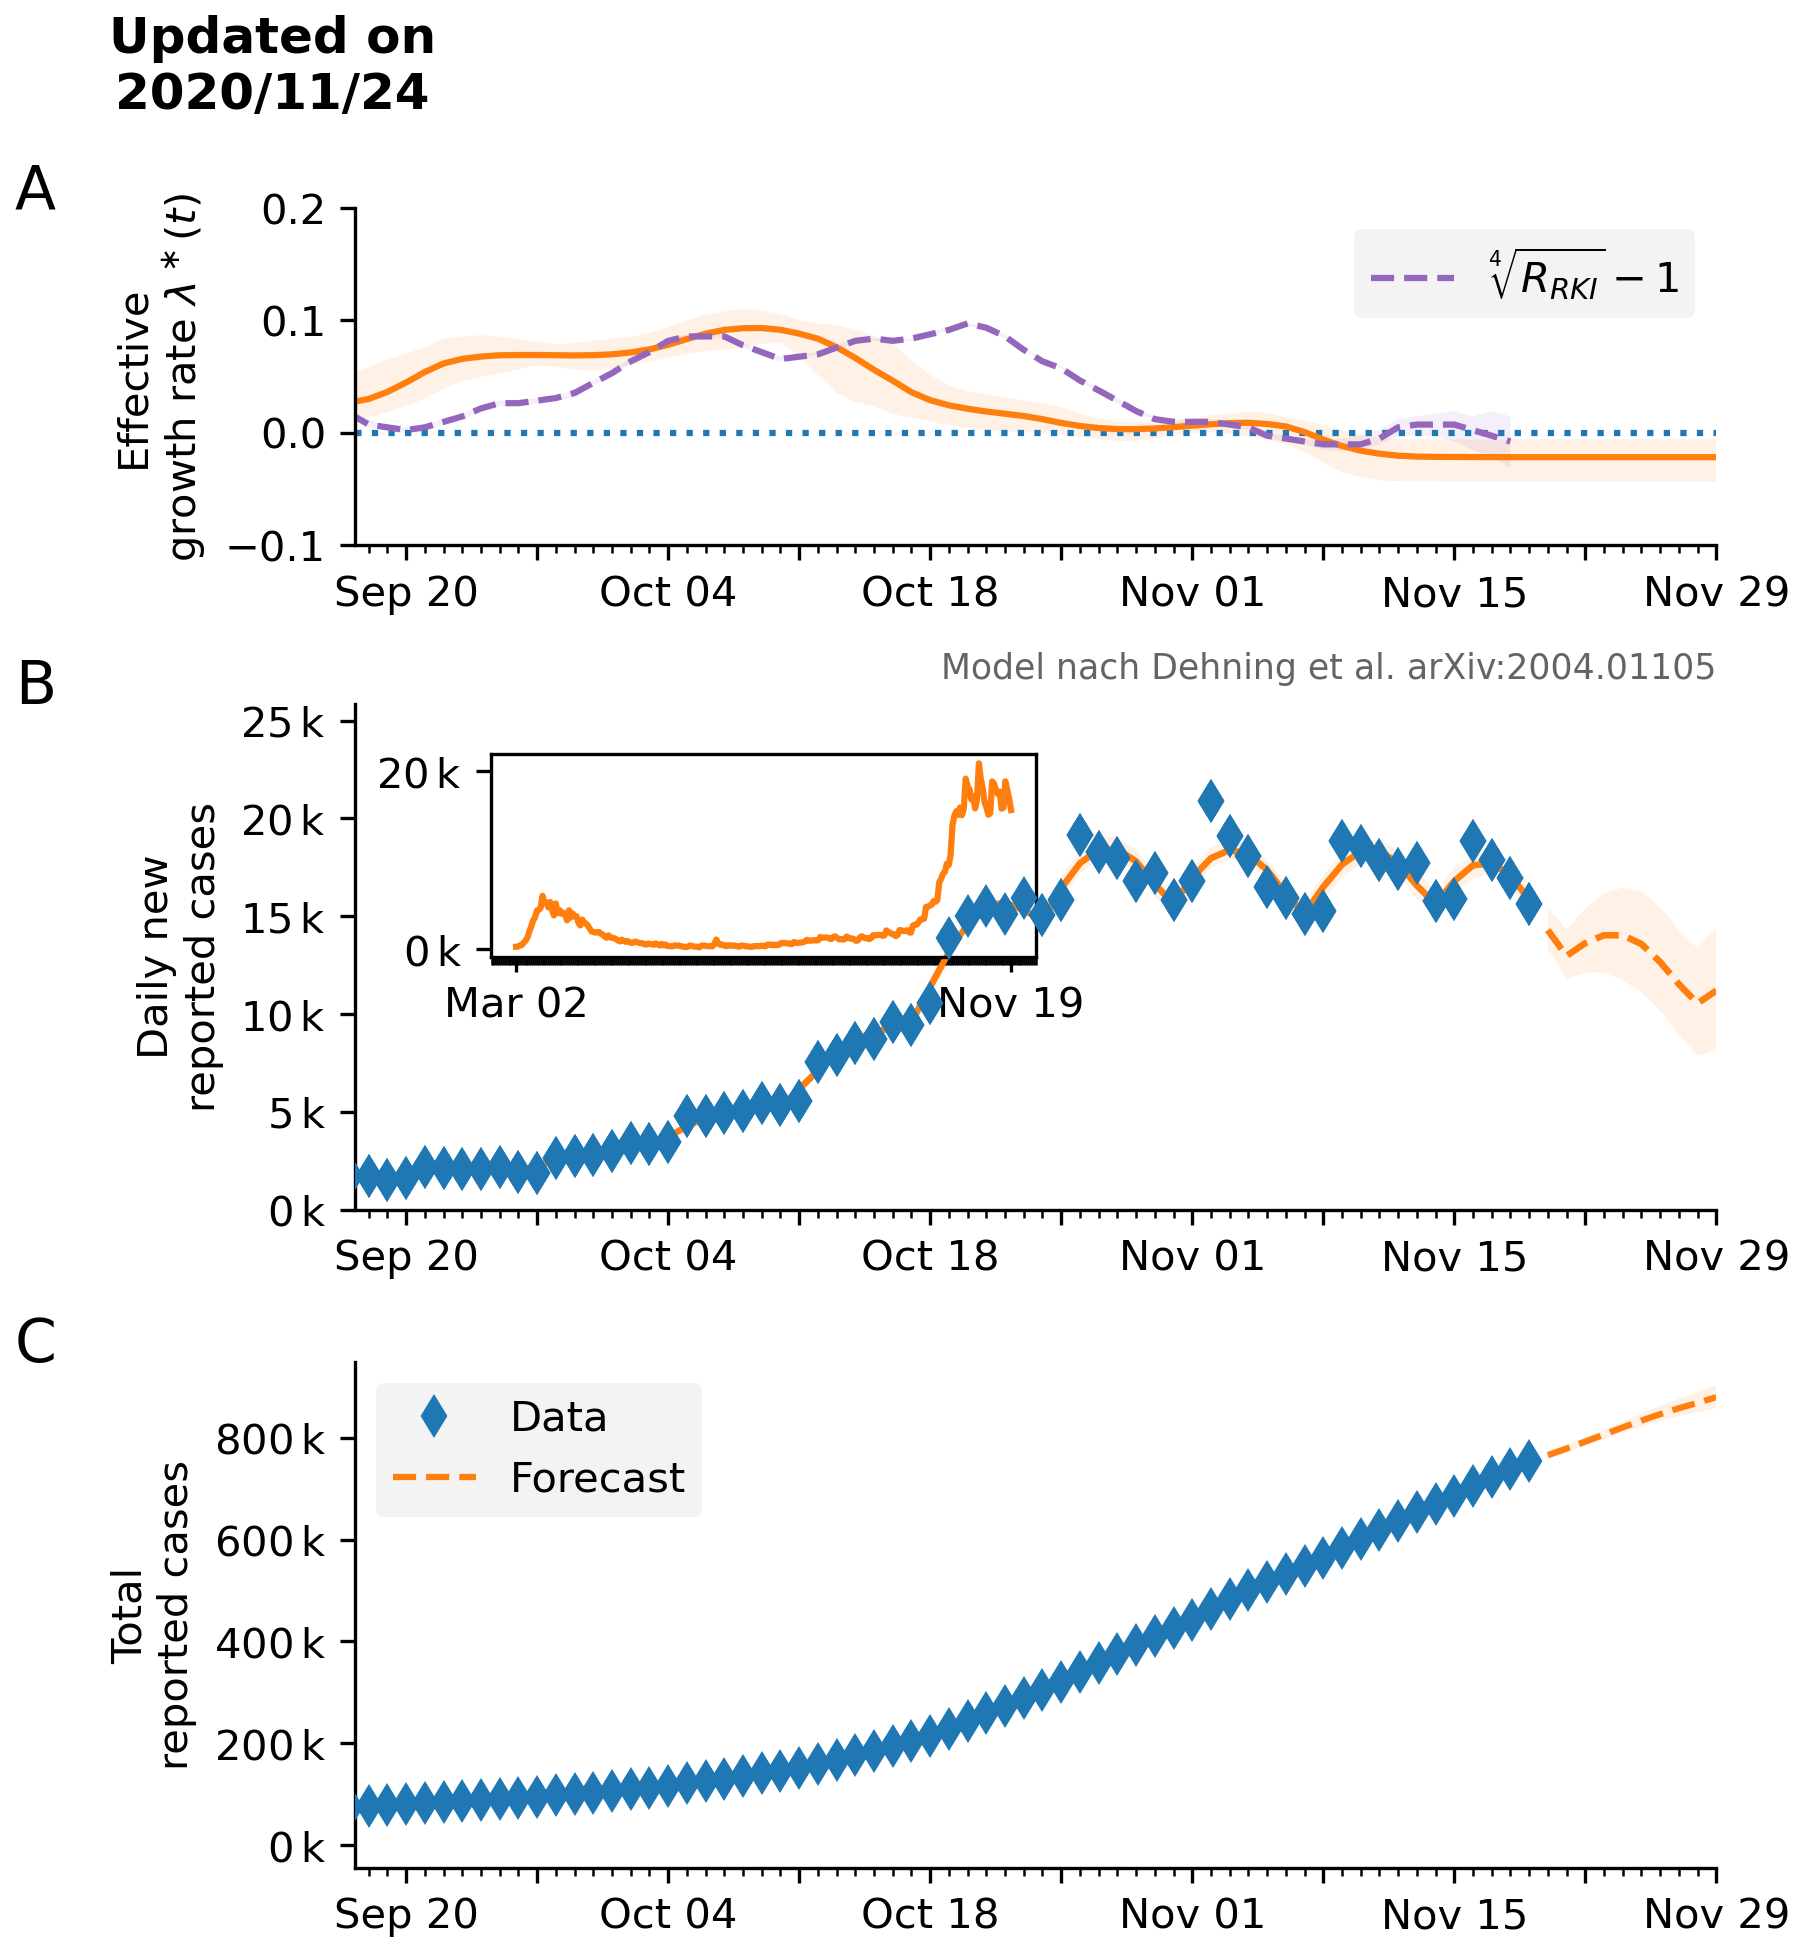 Updated on
2020/11/24
A
Effective
growth rate λ * (t)
0.2
0.1
0.0
−0.1
∜R_RKI − 1
Sep 20
Oct 04
Oct 18
Nov 01
Nov 15
Nov 29
B
Model nach Dehning et al. arXiv:2004.01105
Daily new
reported cases
25 k
20 k
15 k
10 k
5 k
0 k
20 k
0 k
Mar 02
Nov 19
Sep 20
Oct 04
Oct 18
Nov 01
Nov 15
Nov 29
C
Total
reported cases
800 k
600 k
400 k
200 k
0 k
Data
Forecast
Sep 20
Oct 04
Oct 18
Nov 01
Nov 15
Nov 29